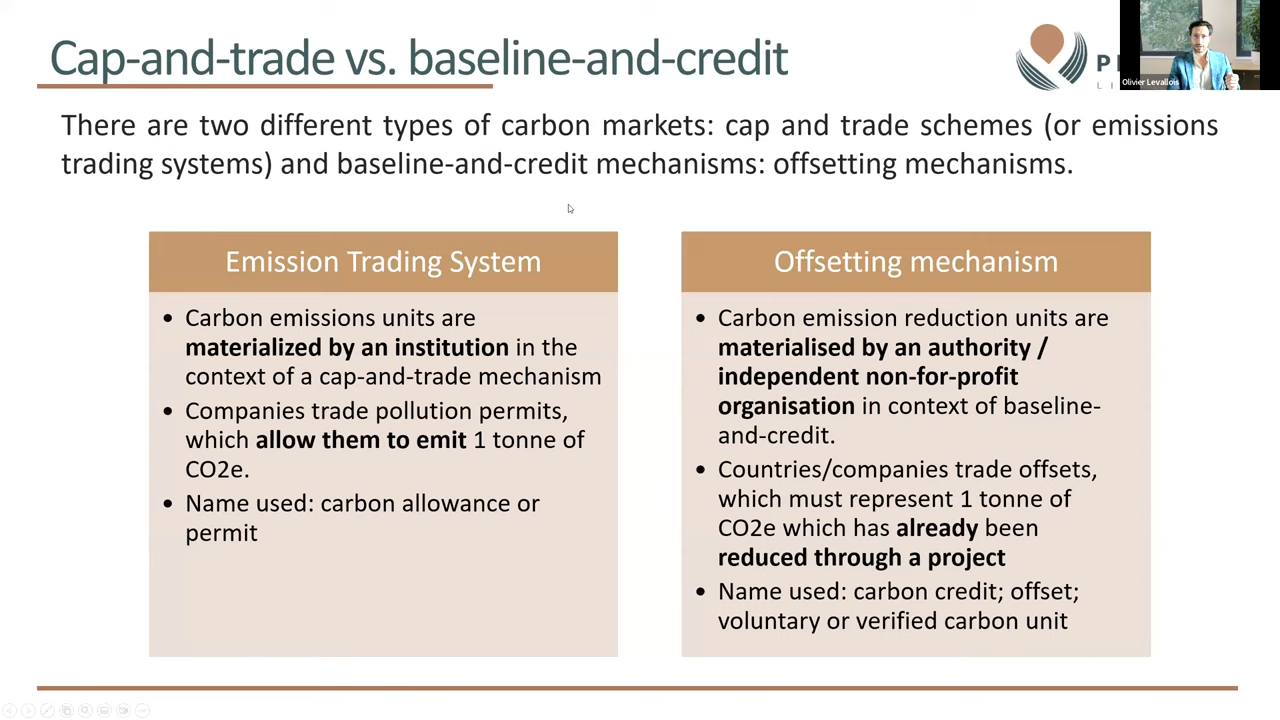 Cap-and-trade vs. baseline-and-credit
Olivier Levallois
There are two different types of carbon markets: cap and trade schemes (or emissions
trading systems) and baseline-and-credit mechanisms: offsetting mechanisms.
Emission Trading System
• Carbon emissions units are
materialized by an institution in the
context of a cap-and-trade mechanism
• Companies trade pollution permits,
which allow them to emit 1 tonne of
CO2e.
• Name used: carbon allowance or
permit
Offsetting mechanism
• Carbon emission reduction units are
materialised by an authority /
independent non-for-profit
organisation in context of baseline-
and-credit.
• Countries/companies trade offsets,
which must represent 1 tonne of
CO2e which has already been
reduced through a project
• Name used: carbon credit; offset;
voluntary or verified carbon unit